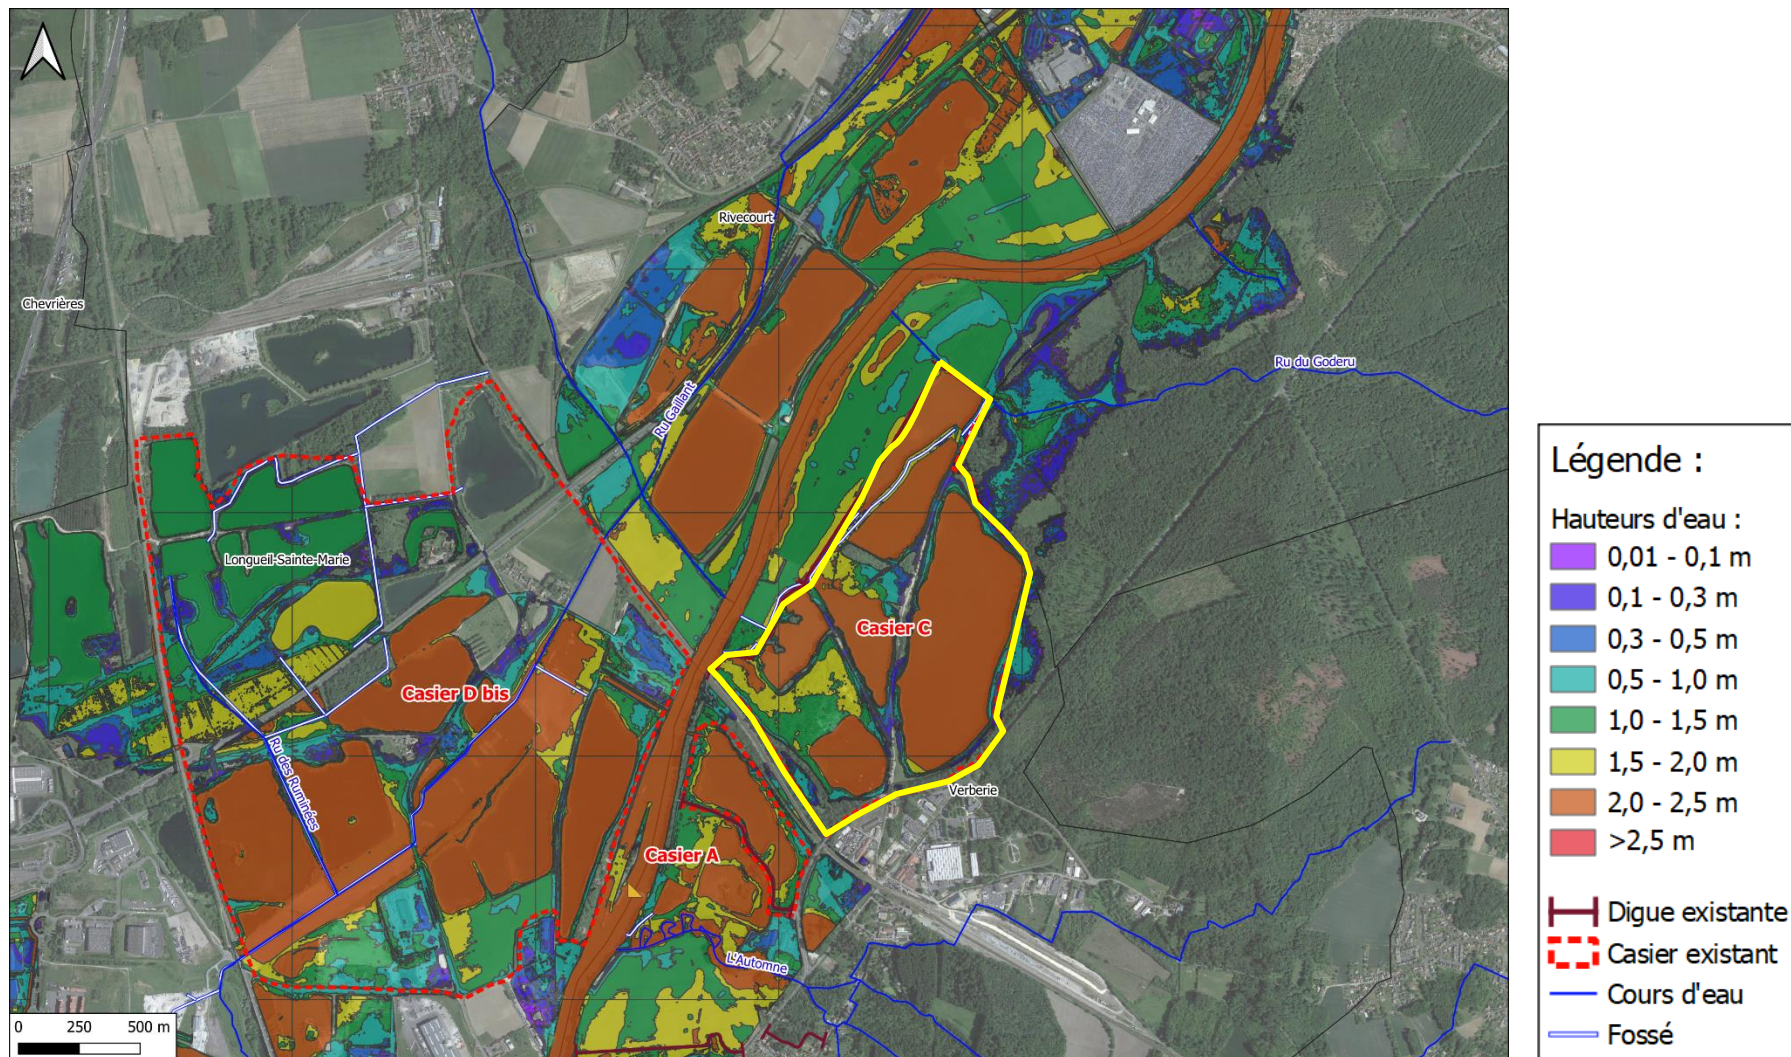 Rivecourt
Chevrières
Ru du Goderu
Ru Gaillant
Longueil-Sainte-Marie
Casier C
Casier D bis
Ru des Ruminées
Verberie
Casier A
L'Automne
0 250 500 m
Légende :
Hauteurs d'eau :
0,01 - 0,1 m
0,1 - 0,3 m
0,3 - 0,5 m
0,5 - 1,0 m
1,0 - 1,5 m
1,5 - 2,0 m
2,0 - 2,5 m
>2,5 m
Digue existante
Casier existant
Cours d'eau
Fossé